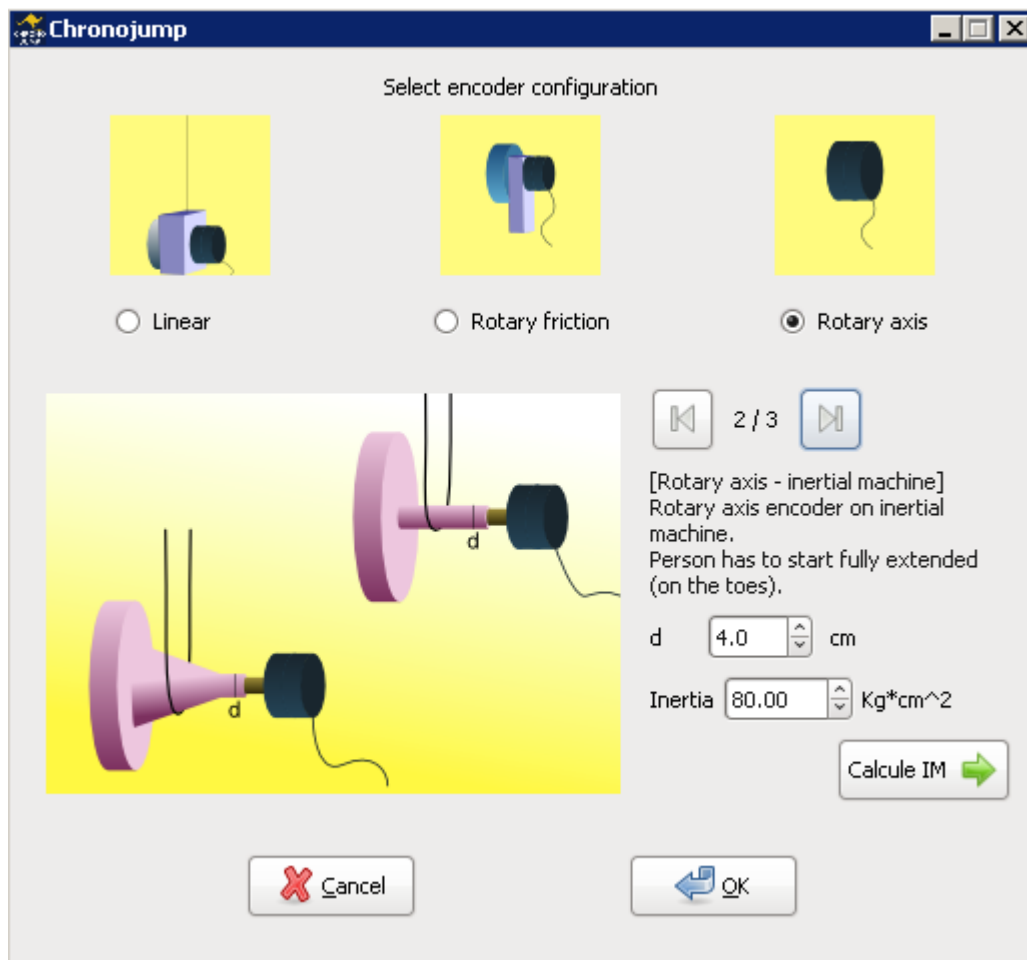 Chronojump
Select encoder configuration
Linear
Rotary friction
Rotary axis
2 / 3
[Rotary axis - inertial machine]
Rotary axis encoder on inertial
machine.
Person has to start fully extended
(on the toes).
d 4.0 cm
Inertia 80.00 Kg*cm^2
Calcule IM
d
d
Cancel
OK